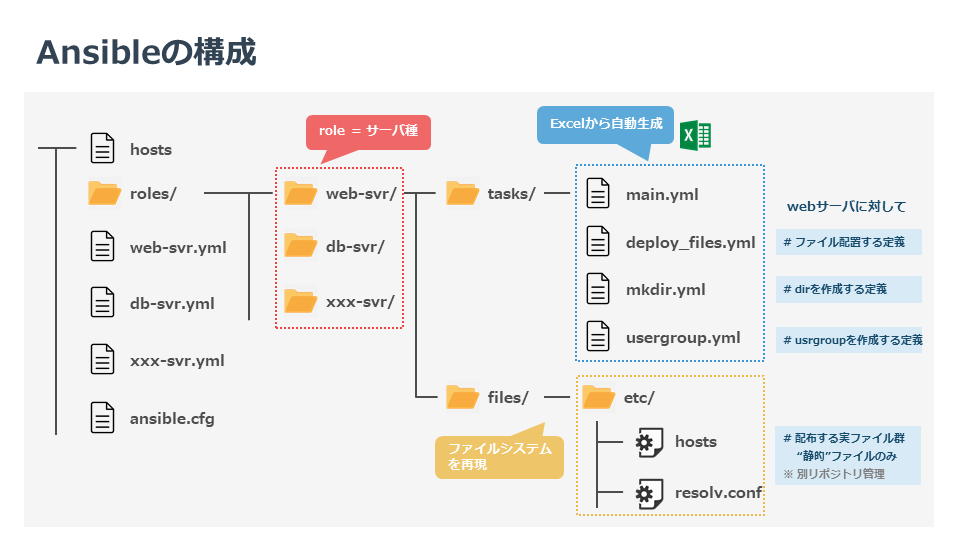 Ansibleの構成
role = サーバ種
Excelから自動生成
hosts
roles/
web-svr.yml
db-svr.yml
xxx-svr.yml
ansible.cfg
web-svr/
db-svr/
xxx-svr/
tasks/
main.yml
deploy_files.yml
mkdir.yml
usergroup.yml
webサーバに対して
# ファイル配置する定義
# dirを作成する定義
# usrgroupを作成する定義
files/
etc/
hosts
resolv.conf
ファイルシステム
を再現
# 配布する実ファイル群
“静的”ファイルのみ
※ 別リポジトリ管理